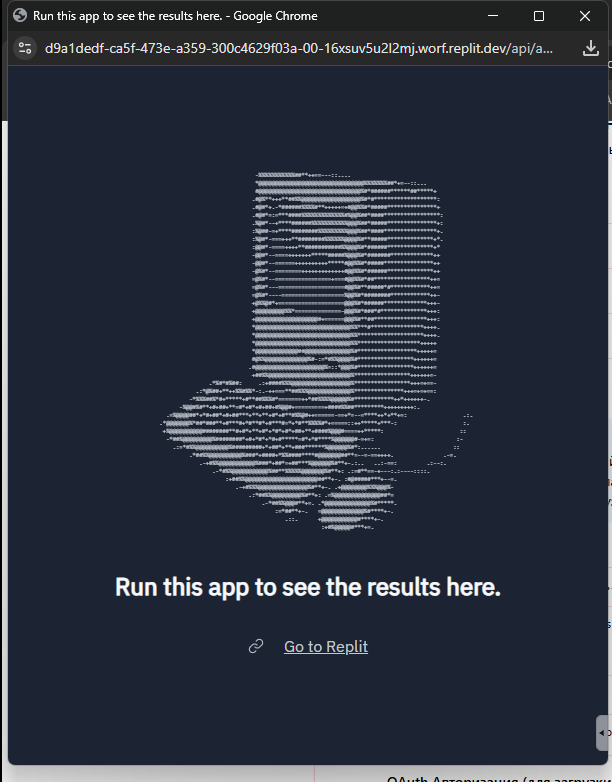 Run this app to see the results here. - Google Chrome
d9a1dedf-ca5f-473e-a359-300c4629f03a-00-16xsuv5u2l2mj.worf.replit.dev/api/a...
Run this app to see the results here.
Go to Replit
OAuth Авторизация (для загрузки